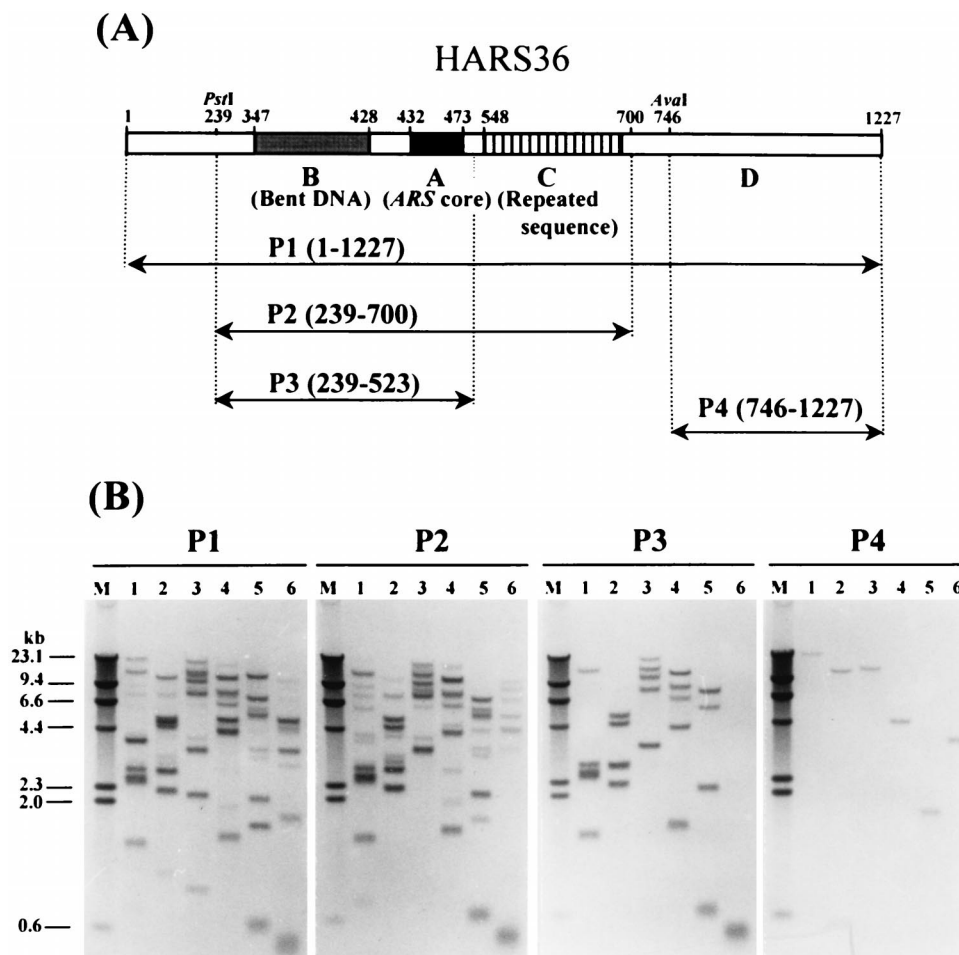 (A)
HARS36
PstI AvaI
1 239 347 428 432 473 548 700 746 1227
B A C D
(Bent DNA) (ARS core) (Repeated
sequence)
P1 (1-1227)
P2 (239-700)
P3 (239-523)
P4 (746-1227)
(B)
P1 P2 P3 P4
M 1 2 3 4 5 6 M 1 2 3 4 5 6 M 1 2 3 4 5 6 M 1 2 3 4 5 6
kb
23.1
9.4
6.6
4.4
2.3
2.0
0.6